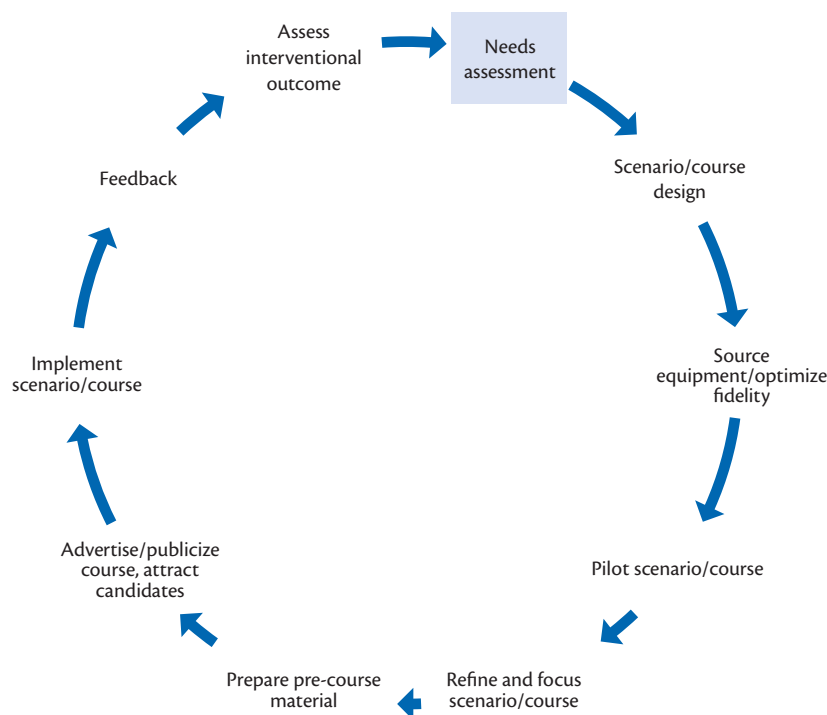 Needs
assessment
Scenario/course
design
Source
equipment/optimize
fidelity
Pilot scenario/course
Refine and focus
scenario/course
Prepare pre-course
material
Advertise/publicize
course, attract
candidates
Implement
scenario/course
Feedback
Assess
interventional
outcome